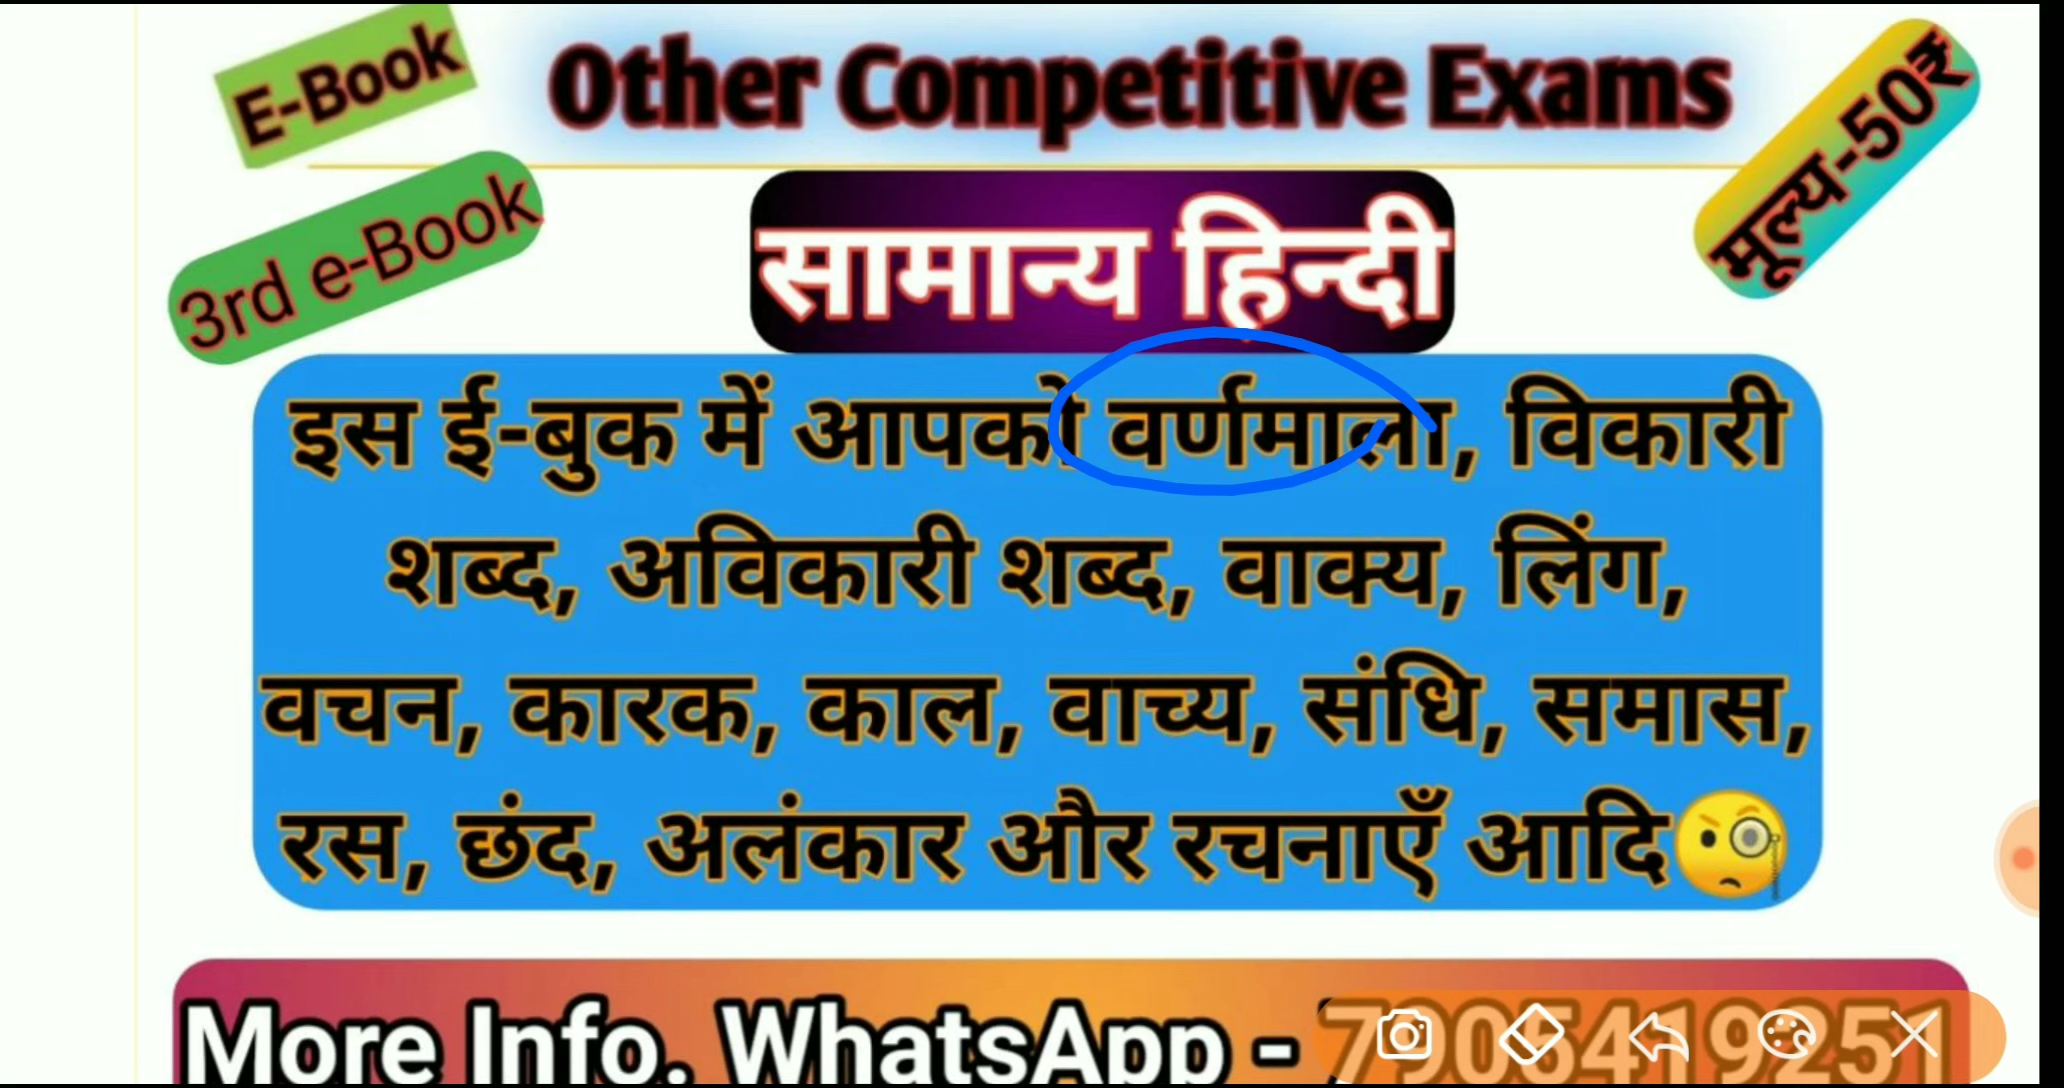 E-Book
Other Competitive Exams
मूल्य-50₹
3rd e-Book
सामान्य हिन्दी
इस ई-बुक में आपको वर्णमाला, विकारी
शब्द, अविकारी शब्द, वाक्य, लिंग,
वचन, कारक, काल, वाच्य, संधि, समास,
रस, छंद, अलंकार और रचनाएँ आदि
More Info. WhatsApp - 7905419251